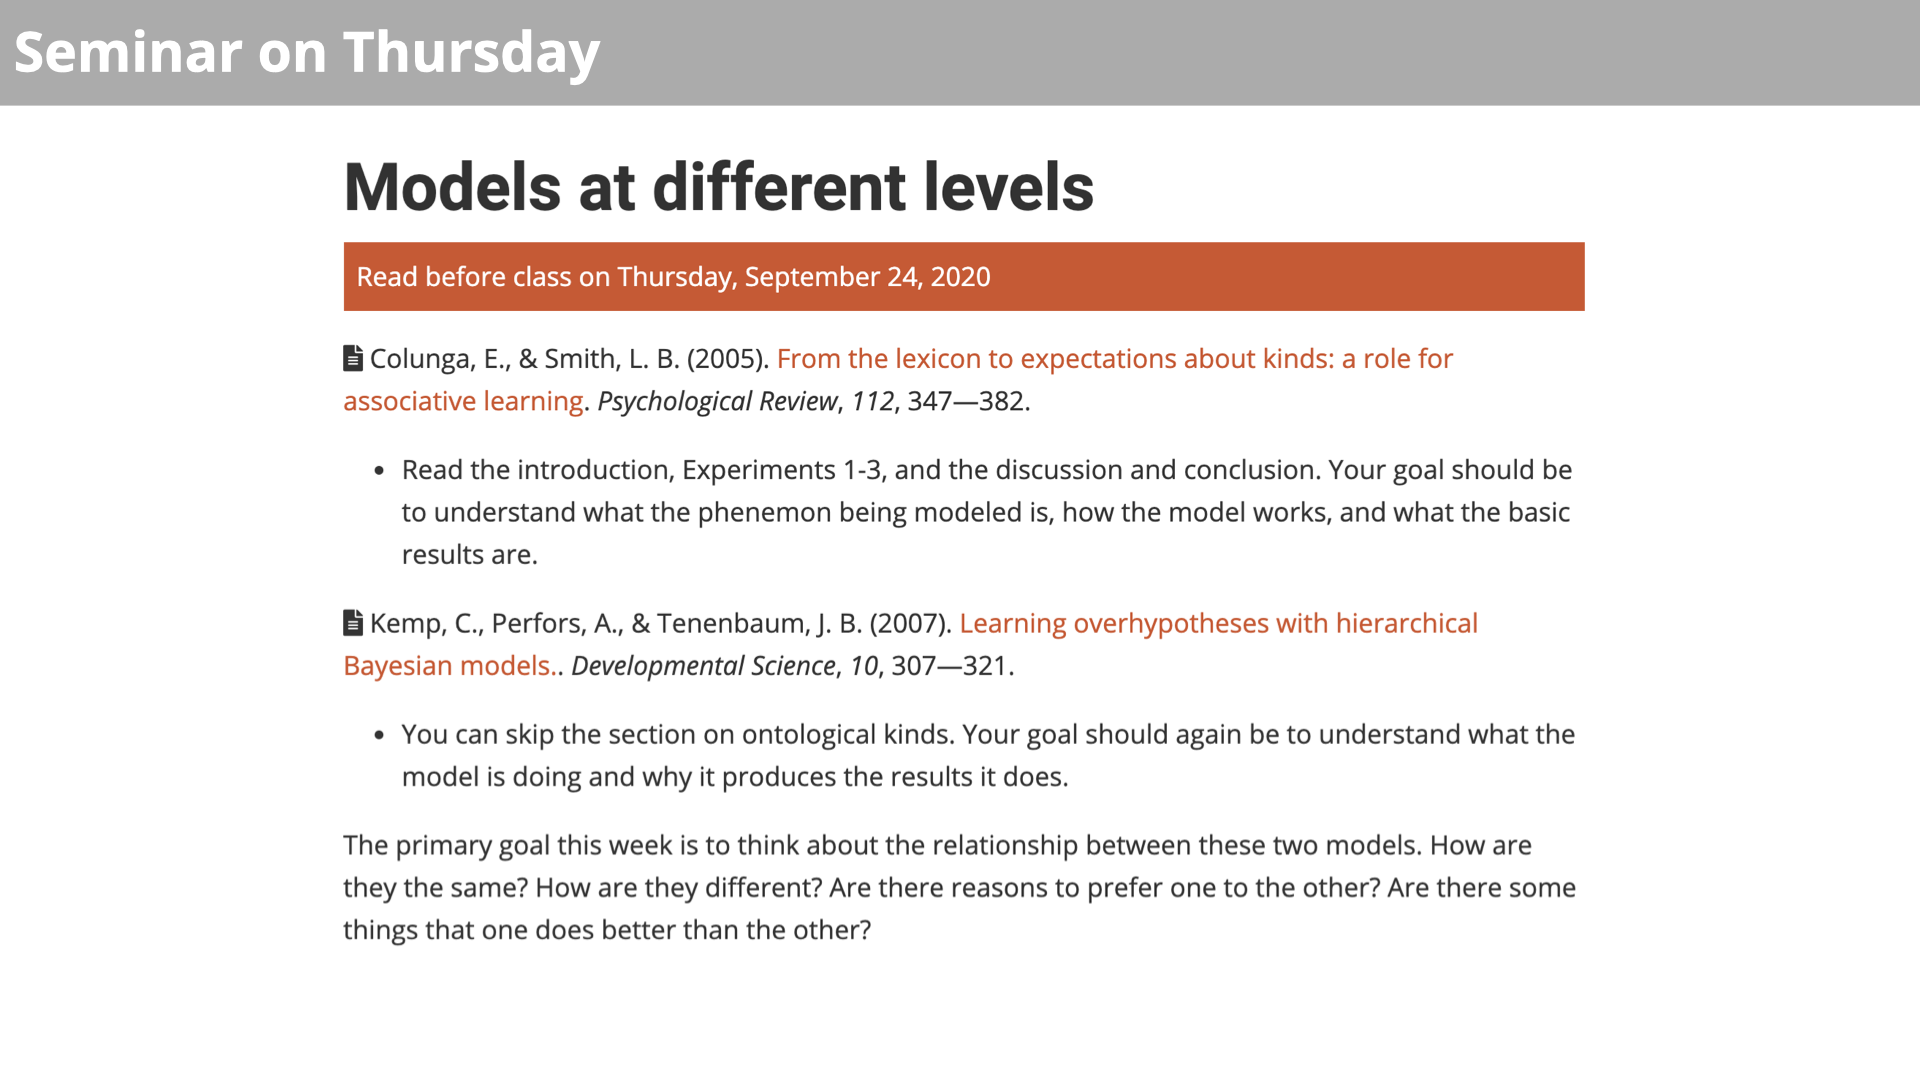 Seminar on Thursday
Models at different levels
Read before class on Thursday, September 24, 2020
Colunga, E., & Smith, L. B. (2005). From the lexicon to expectations about kinds: a role for
associative learning. Psychological Review, 112, 347—382.
• Read the introduction, Experiments 1-3, and the discussion and conclusion. Your goal should be
to understand what the phenemon being modeled is, how the model works, and what the basic
results are.
Kemp, C., Perfors, A., & Tenenbaum, J. B. (2007). Learning overhypotheses with hierarchical
Bayesian models.. Developmental Science, 10, 307—321.
• You can skip the section on ontological kinds. Your goal should again be to understand what the
model is doing and why it produces the results it does.
The primary goal this week is to think about the relationship between these two models. How are
they the same? How are they different? Are there reasons to prefer one to the other? Are there some
things that one does better than the other?